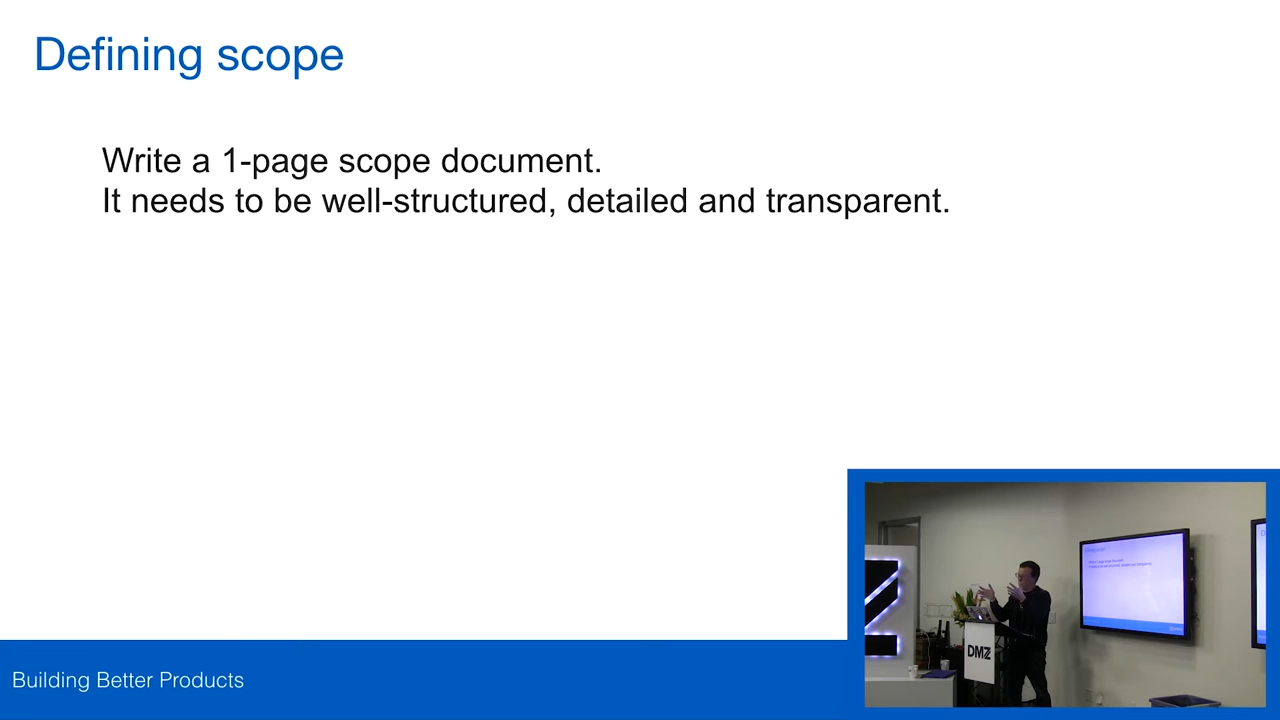 Defining scope
Write a 1-page scope document.
It needs to be well-structured, detailed and transparent.
Building Better Products
DMZ
Z